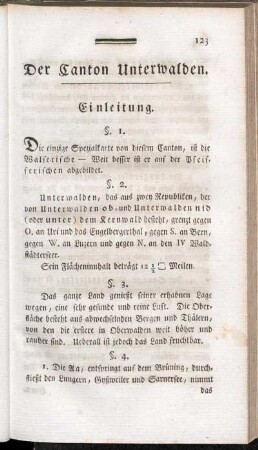 123
Der Canton Unterwalden.
Einleitung.
§. 1.
Die einzige Spezialkarte von diesem Canton, ist die
Walserische — Weit besser ist er auf der Pfeif-
ferischen abgebildet.
§. 2.
Unterwalden, das aus zwey Republiken, der
von Unterwalden ob- und Unterwalden nid
(oder unter) dem Kernwald besteht, grenzt gegen
O. an Uri und das Engelbergerthal, gegen S. an Bern,
gegen W. an Luzern und gegen N. an den IV Wald-
städtersee.
Sein Flächeninhalt beträgt 12 ⅘ □ Meilen.
§. 3.
Das ganze Land genießt seiner erhabnen Lage
wegen, eine sehr gesunde und reine Luft. Die Ober-
fläche besteht aus abwechselnden Bergen und Thälern,
von den die erstere in Oberwalden weit höher und
rauher sind. Ueberall ist jedoch das Land fruchtbar.
§. 4.
1. Die Aa, entspringt auf dem Brüning, durch-
fließt den Lungern, Gyßweiler und Sarnersee, nimmt
das